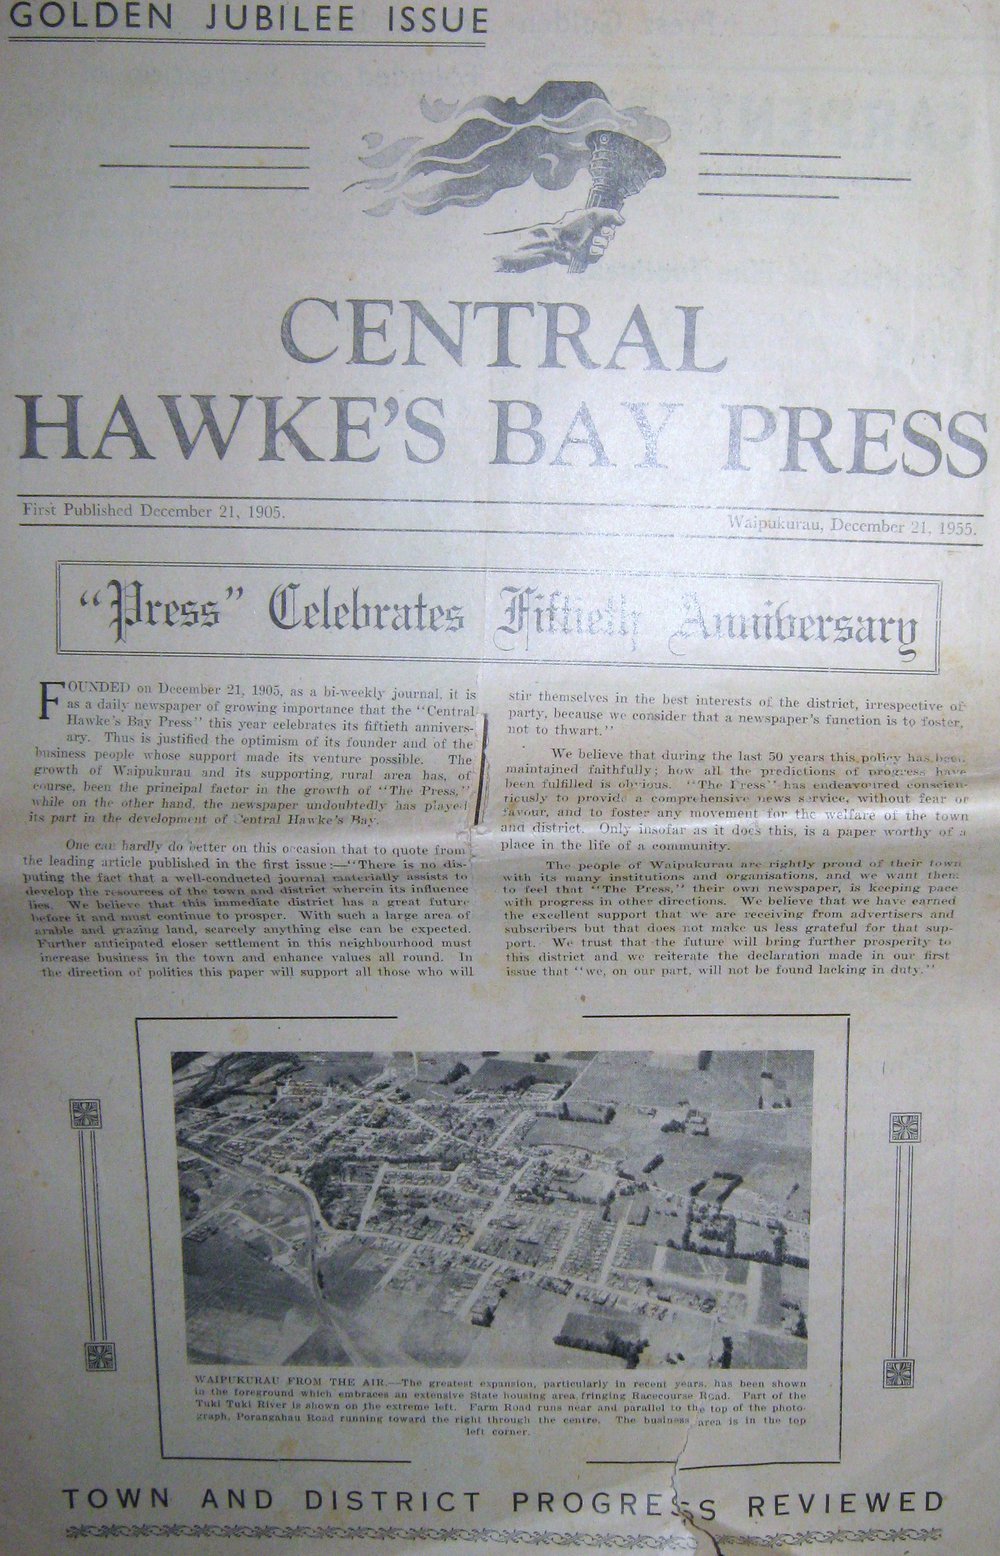 GOLDEN JUBILEE ISSUE
CENTRAL
HAWKE'S BAY PRESS
First Published December 21, 1905.
Waipukurau, December 21, 1955.
"Press" Celebrates Fiftieth Anniversary
FOUNDED on December 21, 1905, as a bi-weekly journal, it is
as a daily newspaper of growing importance that the "Central
Hawke's Bay Press" this year celebrates its fiftieth annivers-
ary. Thus is justified the optimism of its founder and of the
business people whose support made its venture possible. The
growth of Waipukurau and its supporting, rural area has, of
course, been the principal factor in the growth of "The Press,"
while on the other hand, the newspaper undoubtedly has played
its part in the development of Central Hawke's Bay.
One can hardly do better on this occasion that to quote from
the leading article published in the first issue:—"There is no dis-
puting the fact that a well-conducted journal materially assists to
develop the resources of the town and district wherein its influence
lies. We believe that this immediate district has a great future
before it and must continue to prosper. With such a large area of
arable and grazing land, scarcely anything else can be expected.
Further anticipated closer settlement in this neighbourhood must
increase business in the town and enhance values all round. In
the direction of politics this paper will support all those who will
stir themselves in the best interests of the district, irrespective of
party, because we consider that a newspaper's function is to foster,
not to thwart."
We believe that during the last 50 years this policy has been
maintained faithfully; how all the predictions of progress have
been fulfilled is obvious. "The Press" has endeavoured conscien-
tiously to provide a comprehensive news service, without fear or
favour, and to foster any movement for the welfare of the town
and district. Only insofar as it does this, is a paper worthy of a
place in the life of a community.
The people of Waipukurau are rightly proud of their town
with its many institutions and organisations, and we want them
to feel that "The Press," their own newspaper, is keeping pace
with progress in other directions. We believe that we have earned
the excellent support that we are receiving from advertisers and
subscribers but that does not make us less grateful for that sup-
port. We trust that the future will bring further prosperity to
this district and we reiterate the declaration made in our first
issue that "we, on our part, will not be found lacking in duty."
WAIPUKURAU FROM THE AIR.—The greatest expansion, particularly in recent years, has been shown
in the foreground which embraces an extensive State housing area fringing Racecourse Road. Part of the
Tuki Tuki River is shown on the extreme left. Farm Road runs near and parallel to the top of the photo-
graph, Porangahau Road running toward the right through the centre. The business area is in the top
left corner.
TOWN AND DISTRICT PROGRESS REVIEWED